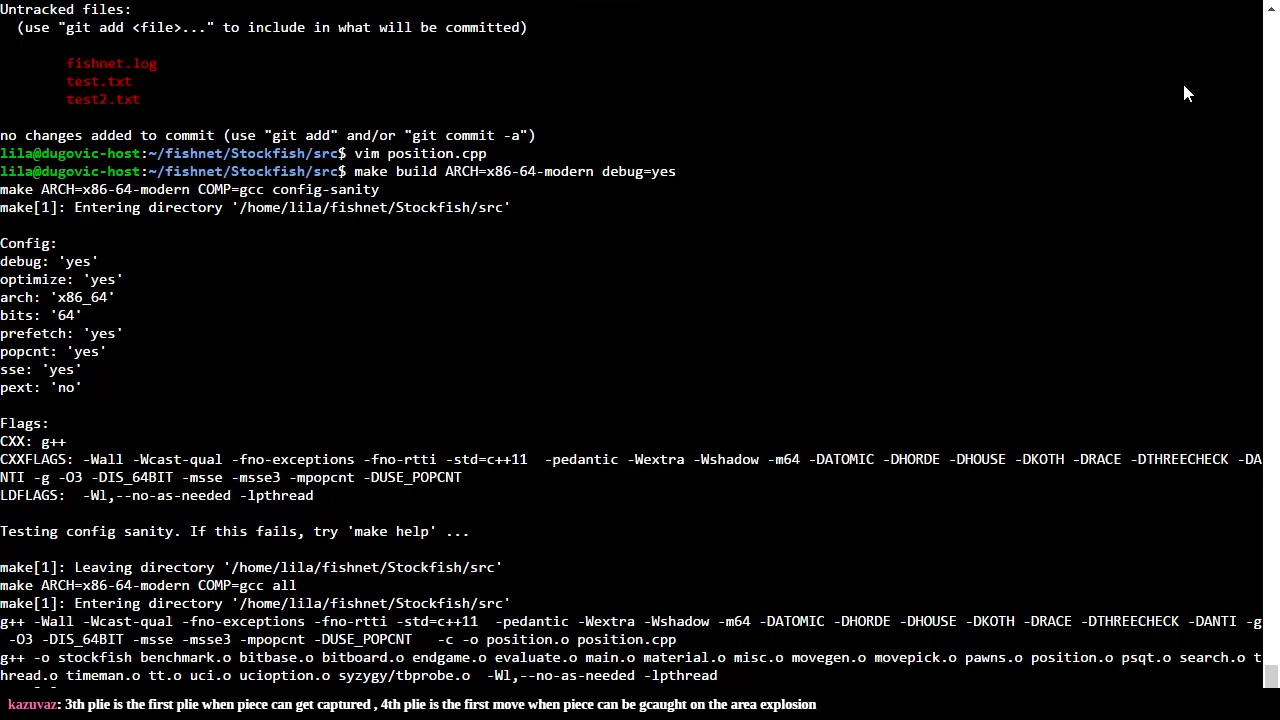 Untracked files:
  (use "git add <file>..." to include in what will be committed)
        fishnet.log
        test.txt
        test2.txt
no changes added to commit (use "git add" and/or "git commit -a")
lila@dugovic-host:~/fishnet/Stockfish/src$ vim position.cpp
lila@dugovic-host:~/fishnet/Stockfish/src$ make build ARCH=x86-64-modern debug=yes
make ARCH=x86-64-modern COMP=gcc config-sanity
make[1]: Entering directory '/home/lila/fishnet/Stockfish/src'
Config:
debug: 'yes'
optimize: 'yes'
arch: 'x86_64'
bits: '64'
prefetch: 'yes'
popcnt: 'yes'
sse: 'yes'
pext: 'no'
Flags:
CXX: g++
CXXFLAGS: -Wall -Wcast-qual -fno-exceptions -fno-rtti -std=c++11  -pedantic -Wextra -Wshadow -m64 -DATOMIC -DHORDE -DHOUSE -DKOTH -DRACE -DTHREECHECK -DA
NTI -g -O3 -DIS_64BIT -msse -msse3 -mpopcnt -DUSE_POPCNT
LDFLAGS:  -Wl,--no-as-needed -lpthread
Testing config sanity. If this fails, try 'make help' ...
make[1]: Leaving directory '/home/lila/fishnet/Stockfish/src'
make ARCH=x86-64-modern COMP=gcc all
make[1]: Entering directory '/home/lila/fishnet/Stockfish/src'
g++ -Wall -Wcast-qual -fno-exceptions -fno-rtti -std=c++11  -pedantic -Wextra -Wshadow -m64 -DATOMIC -DHORDE -DHOUSE -DKOTH -DRACE -DTHREECHECK -DANTI -g
 -O3 -DIS_64BIT -msse -msse3 -mpopcnt -DUSE_POPCNT   -c -o position.o position.cpp
g++ -o stockfish benchmark.o bitbase.o bitboard.o endgame.o evaluate.o main.o material.o misc.o movegen.o movepick.o pawns.o position.o psqt.o search.o t
hread.o timeman.o tt.o uci.o ucioption.o syzygy/tbprobe.o  -Wl,--no-as-needed -lpthread
kazuvaz: 3th plie is the first plie when piece can get captured , 4th plie is the first move when piece can be gcaught on the area explosion